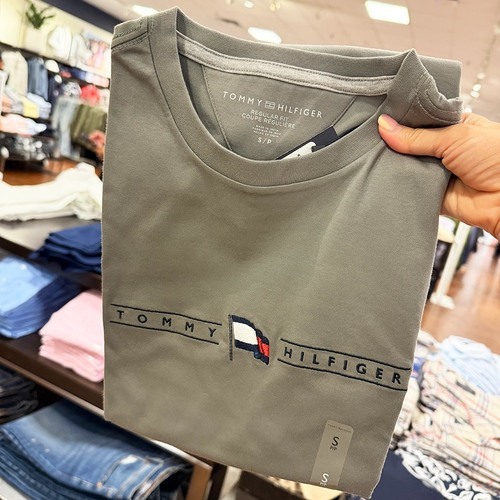 TOMMY HILFIGER
REGULAR FIT
COUPE RÉGULIÈRE
S/P
TOMMY HILFIGER
S
P/P
S